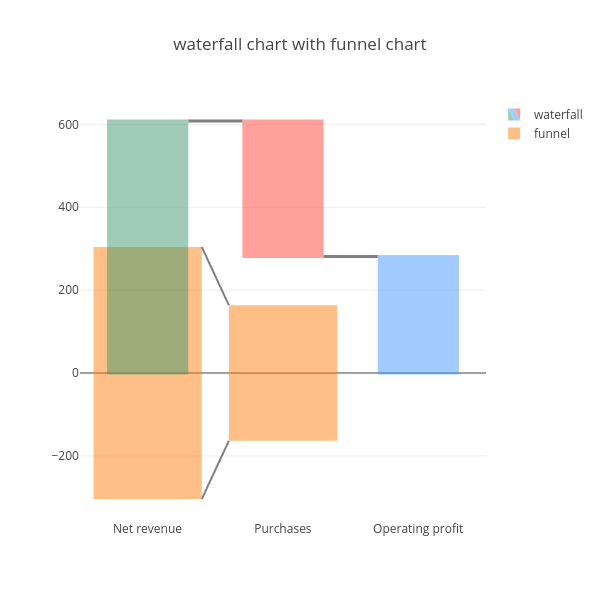 waterfall chart with funnel chart
waterfall
funnel
600
400
200
0
−200
Net revenue
Purchases
Operating profit